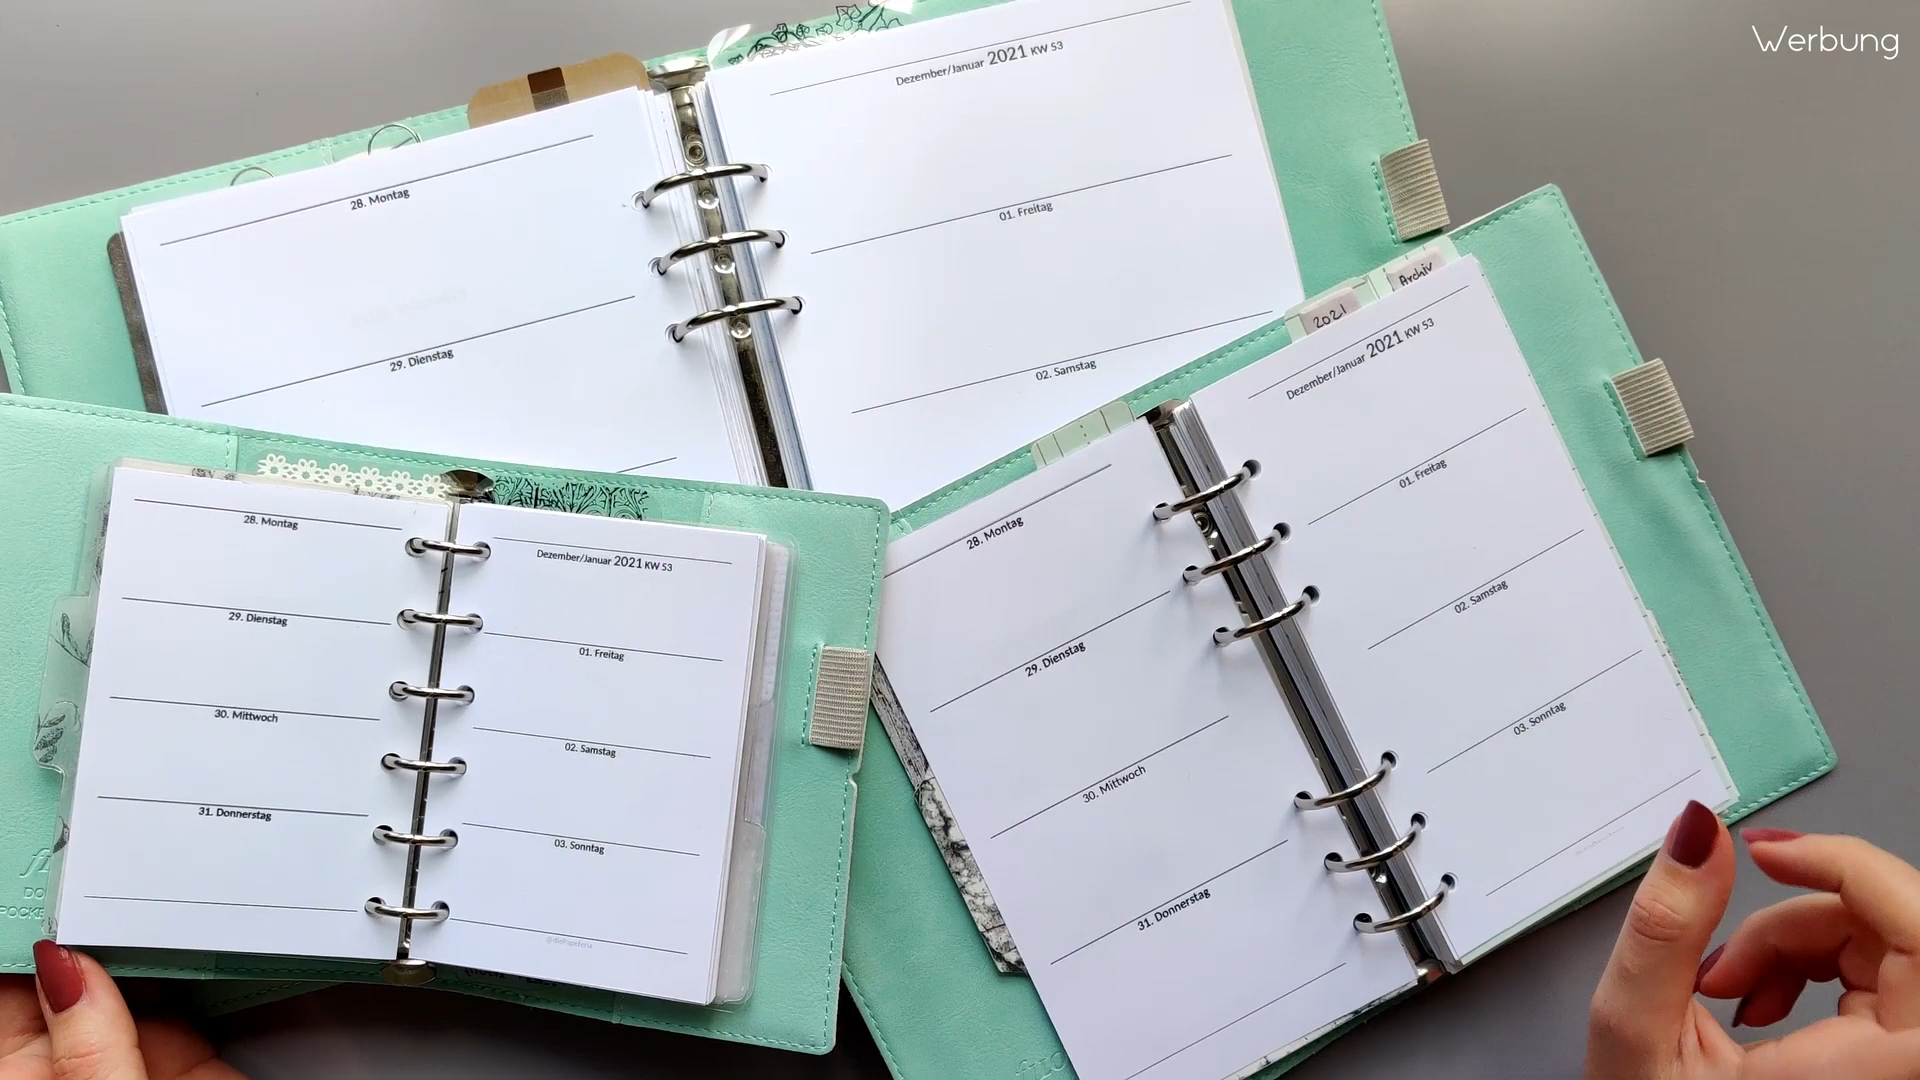 Werbung
28. Montag
29. Dienstag
Dezember/Januar 2021 KW 53
01. Freitag
02. Samstag
28. Montag
29. Dienstag
30. Mittwoch
31. Donnerstag
Dezember/Januar 2021 KW 53
01. Freitag
02. Samstag
03. Sonntag
@diePapeteria
2021
Archiv
28. Montag
29. Dienstag
30. Mittwoch
31. Donnerstag
Dezember/Januar 2021 KW 53
01. Freitag
02. Samstag
03. Sonntag